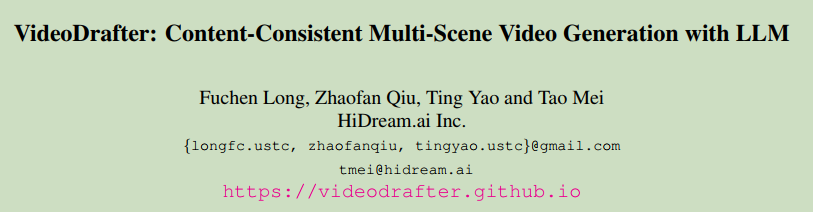 VideoDrafter: Content-Consistent Multi-Scene Video Generation with LLM
Fuchen Long, Zhaofan Qiu, Ting Yao and Tao Mei
HiDream.ai Inc.
{longfc.ustc, zhaofanqiu, tingyao.ustc}@gmail.com
tmei@hidream.ai
https://videodrafter.github.io